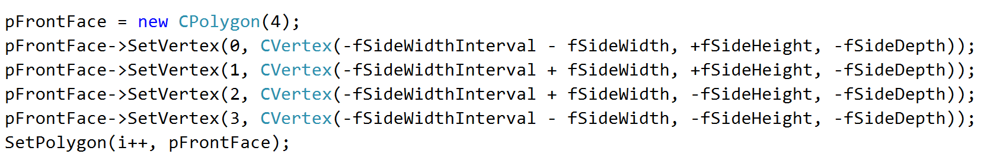 pFrontFace = new CPolygon(4);
pFrontFace->SetVertex(0, CVertex(-fSideWidthInterval - fSideWidth, +fSideHeight, -fSideDepth));
pFrontFace->SetVertex(1, CVertex(-fSideWidthInterval + fSideWidth, +fSideHeight, -fSideDepth));
pFrontFace->SetVertex(2, CVertex(-fSideWidthInterval + fSideWidth, -fSideHeight, -fSideDepth));
pFrontFace->SetVertex(3, CVertex(-fSideWidthInterval - fSideWidth, -fSideHeight, -fSideDepth));
SetPolygon(i++, pFrontFace);